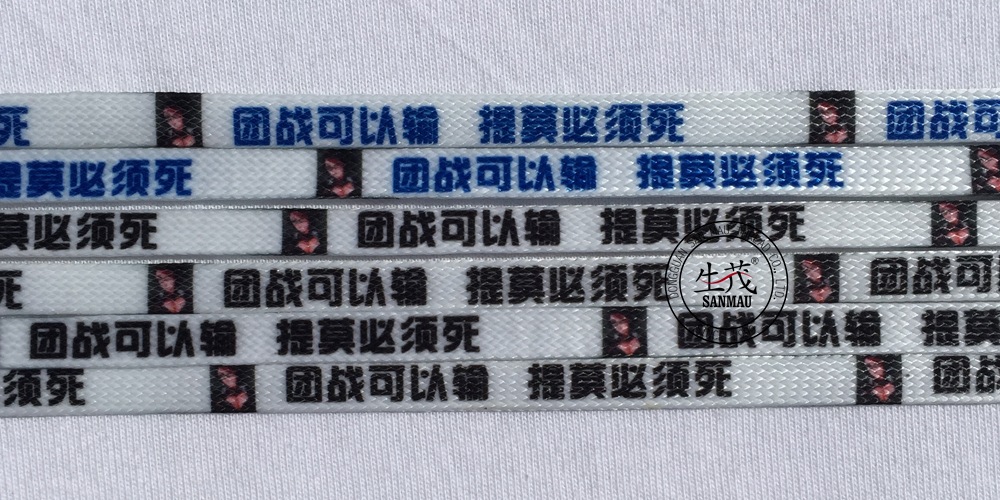 死 团战可以输 提莫必须死 团战可
提莫必须死 团战可以输 提莫必须死
莫必须死 团战可以输 提莫必须死
死 团战可以输 提莫必须死 团战可
团战可以输 提莫必须死 团战可以输 提莫
须死 团战可以输 提莫必须死 团战
生茂®
SANMAU